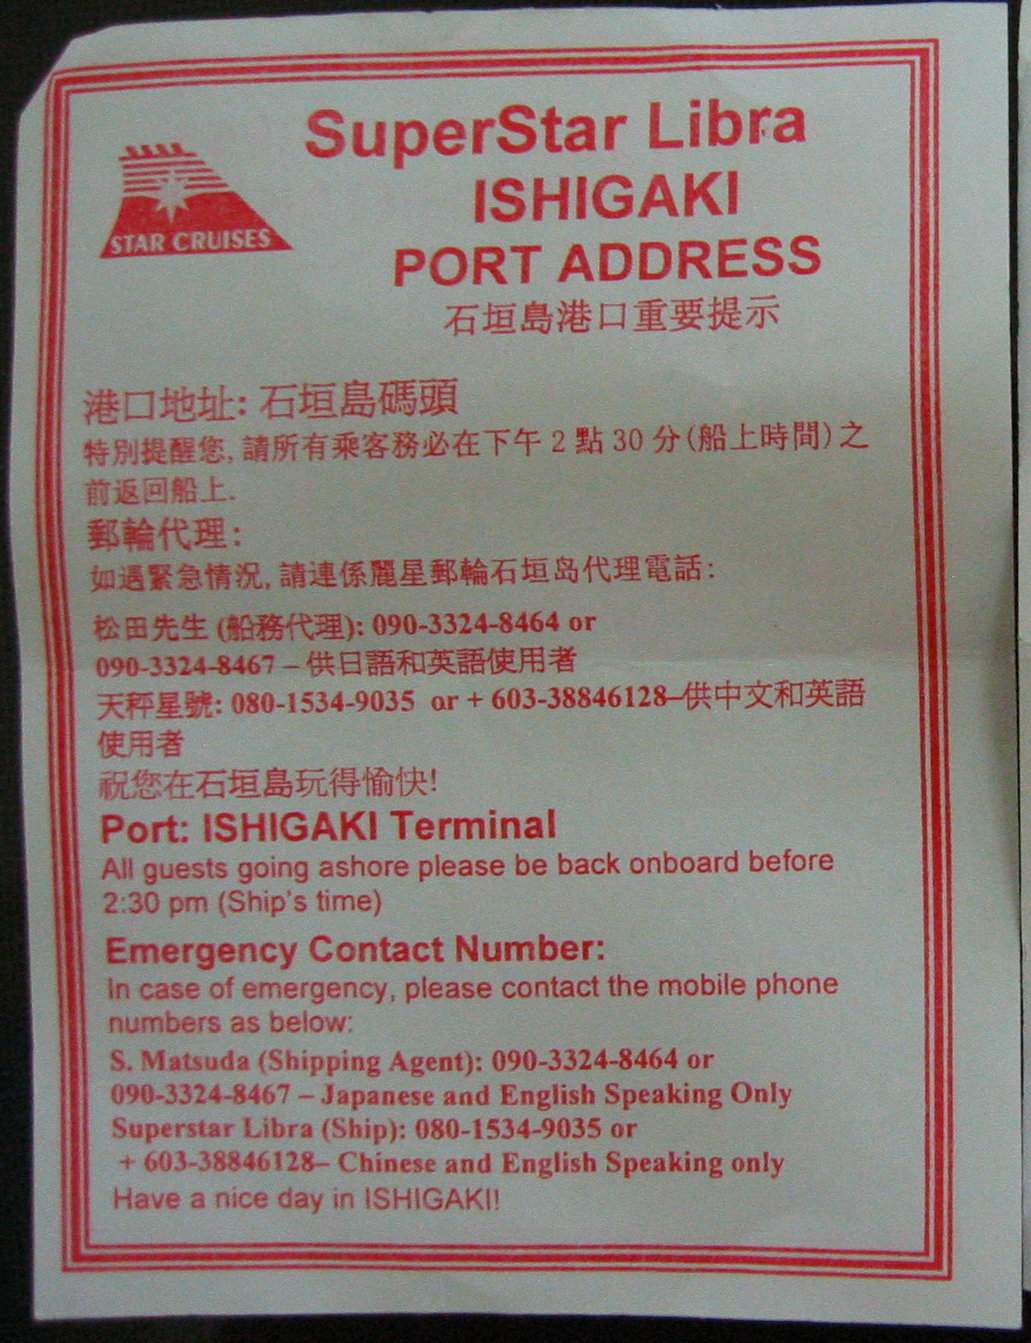 SuperStar Libra
ISHIGAKI
PORT ADDRESS
STAR CRUISES
石垣島港口重要提示
港口地址: 石垣島碼頭
特別提醒您, 請所有乘客務必在下午 2 點 30 分(船上時間)之
前返回船上.
郵輪代理:
如遇緊急情況, 請連係麗星郵輪石垣岛代理電話:
松田先生 (船務代理): 090-3324-8464 or
090-3324-8467 – 供日語和英語使用者
天秤星號: 080-1534-9035 or + 603-38846128–供中文和英語
使用者
祝您在石垣島玩得愉快!
Port: ISHIGAKI Terminal
All guests going ashore please be back onboard before
2:30 pm (Ship's time)
Emergency Contact Number:
In case of emergency, please contact the mobile phone
numbers as below:
S. Matsuda (Shipping Agent): 090-3324-8464 or
090-3324-8467 – Japanese and English Speaking Only
Superstar Libra (Ship): 080-1534-9035 or
+ 603-38846128– Chinese and English Speaking only
Have a nice day in ISHIGAKI!